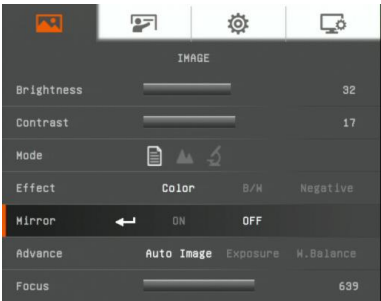 IMAGE
Brightness 32
Contrast 17
Mode
Effect Color B/W Negative
Mirror ON OFF
Advance Auto Image Exposure W.Balance
Focus 639